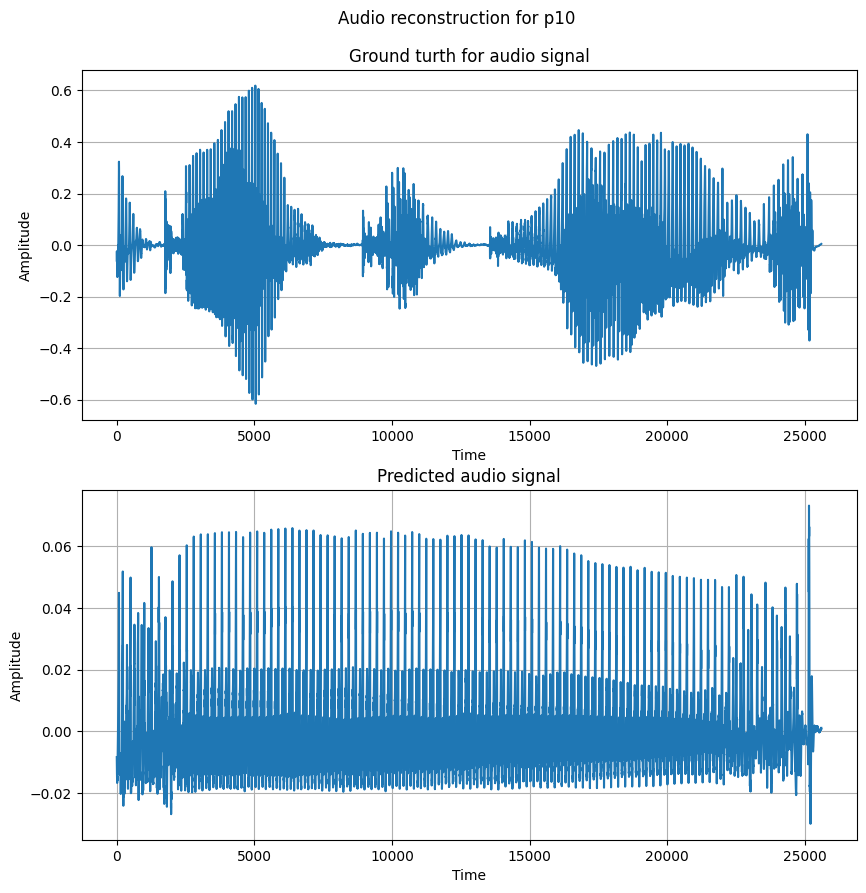 Audio reconstruction for p10
Ground turth for audio signal
0.6
0.4
0.2
0.0
−0.2
−0.4
−0.6
Amplitude
0 5000 10000 15000 20000 25000
Time
Predicted audio signal
0.06
0.04
0.02
0.00
−0.02
Amplitude
0 5000 10000 15000 20000 25000
Time